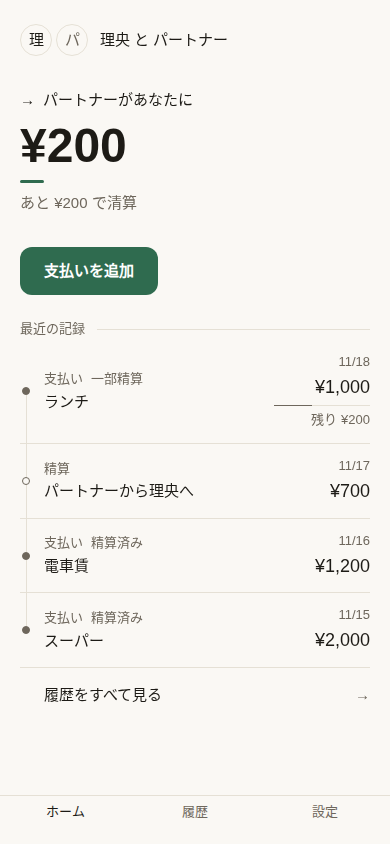 理 パ 理央 と パートナー
→ パートナーがあなたに
¥200
あと ¥200 で清算
支払いを追加
最近の記録
11/18
支払い 一部精算
¥1,000
ランチ
残り ¥200
精算
11/17
パートナーから理央へ
¥700
支払い 精算済み
11/16
電車賃
¥1,200
支払い 精算済み
11/15
スーパー
¥2,000
履歴をすべて見る →
ホーム 履歴 設定